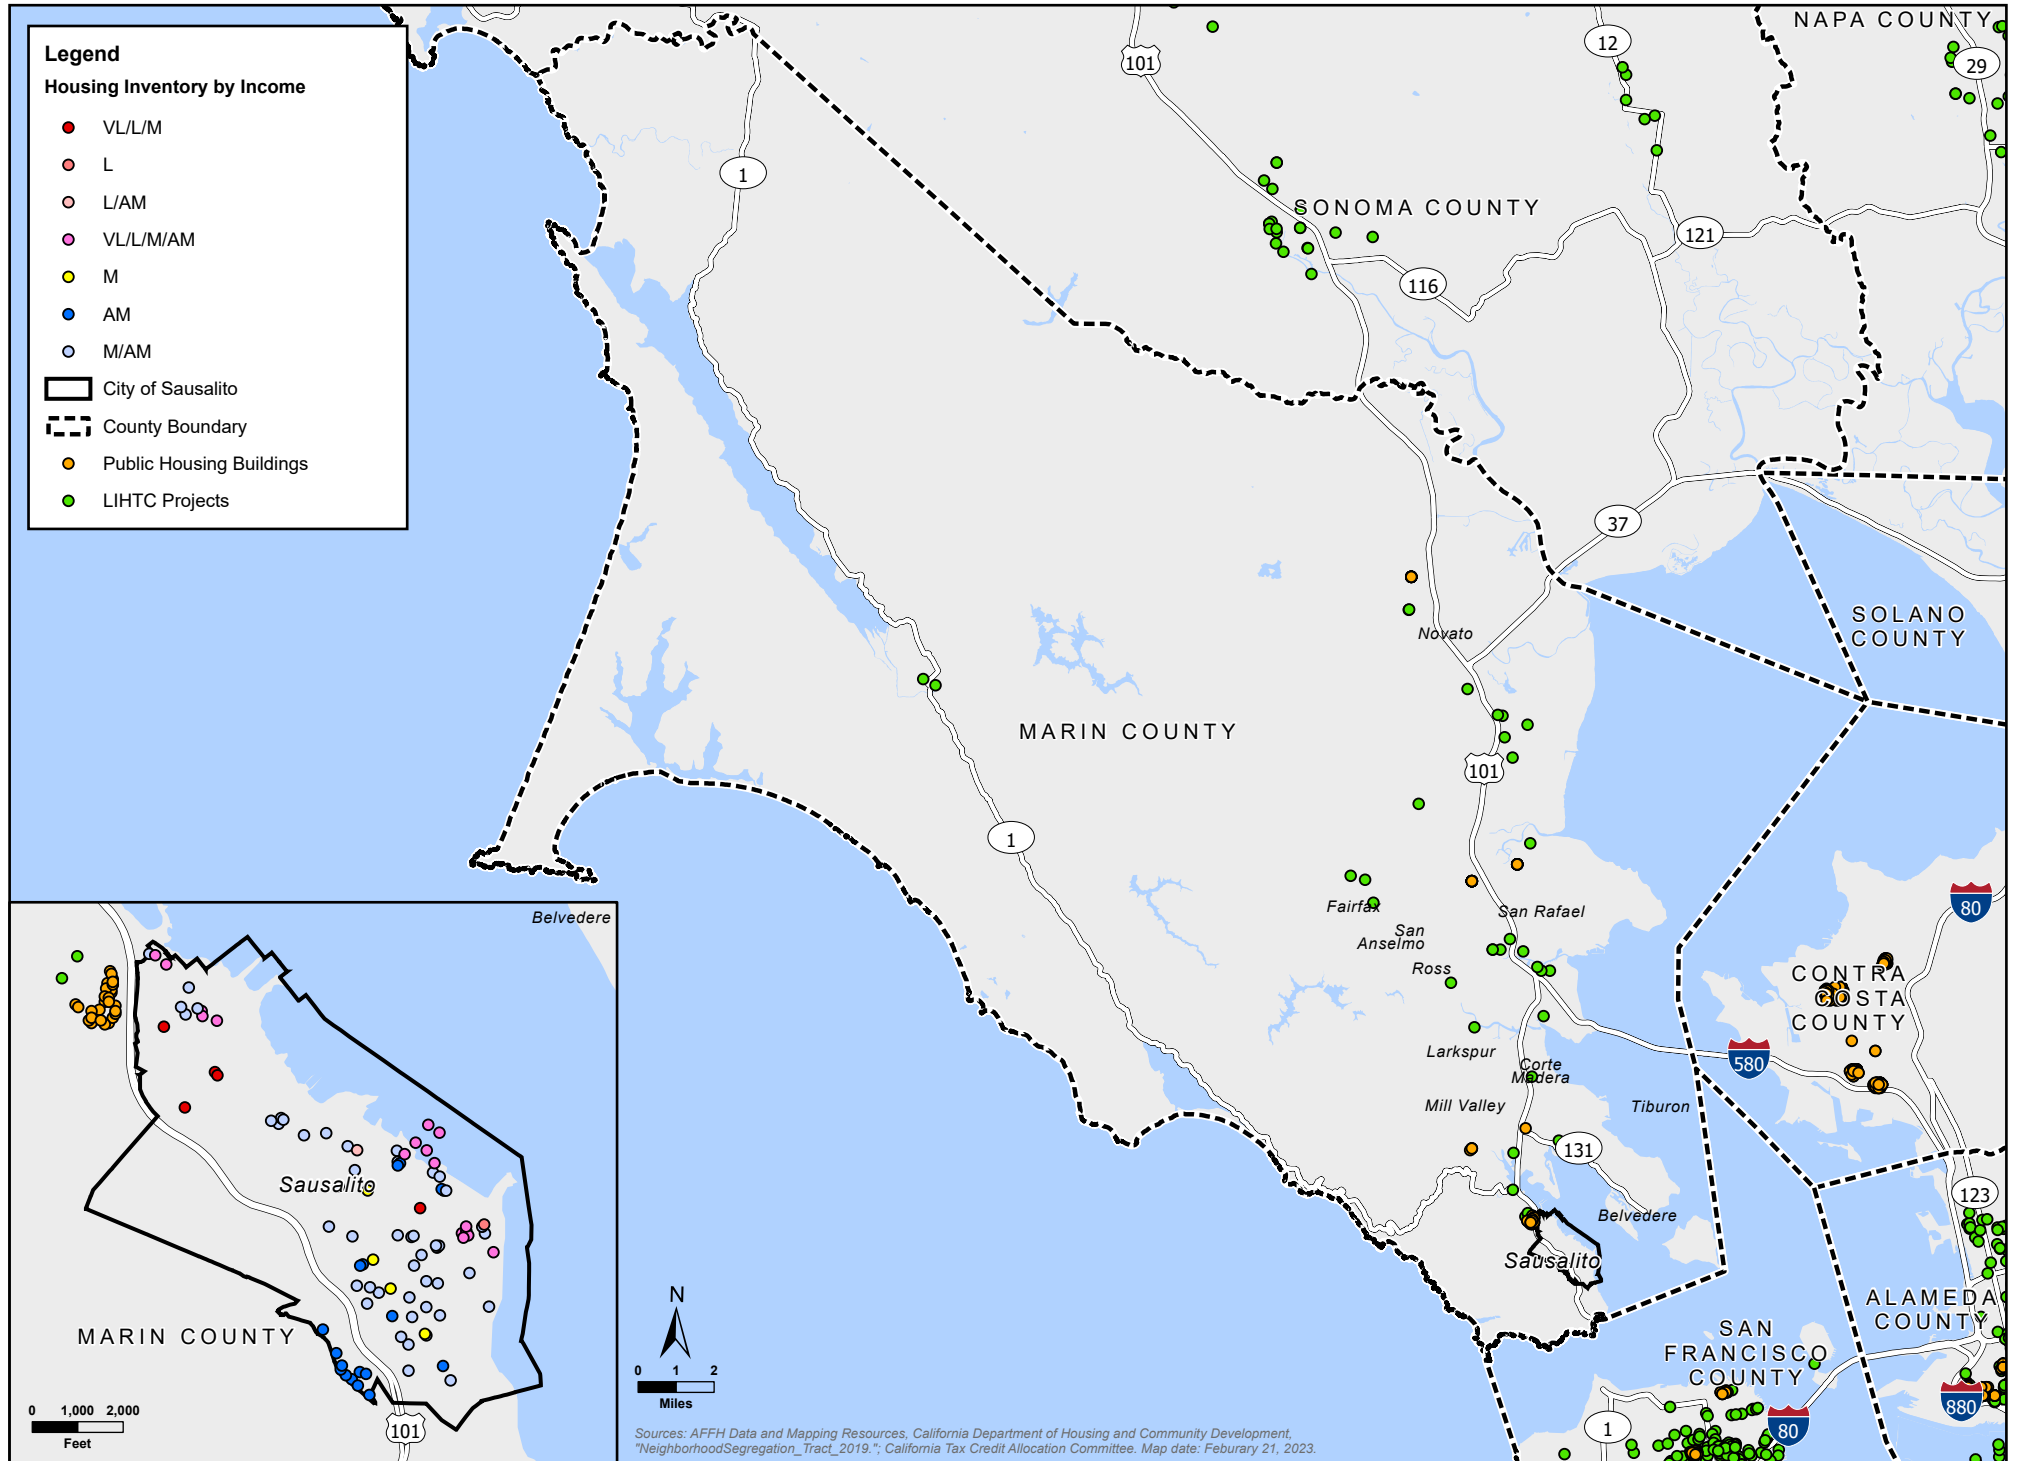 Legend
Housing Inventory by Income
VL/L/M
L
L/AM
VL/L/M/AM
M
AM
M/AM
City of Sausalito
County Boundary
Public Housing Buildings
LIHTC Projects
NAPA COUNTY
12
29
101
1
SONOMA COUNTY
121
116
37
SOLANO
COUNTY
Novato
MARIN COUNTY
101
1
80
Fairfax
San Rafael
San
Anselmo
Ross
CONTRA
COSTA
COUNTY
Larkspur
580
Corte
Madera
Mill Valley
Tiburon
131
123
Belvedere
Sausalito
ALAMEDA
COUNTY
SAN
FRANCISCO
COUNTY
880
80
1
Belvedere
Sausalito
MARIN COUNTY
101
0 1,000 2,000
Feet
N
0 1 2
Miles
Sources: AFFH Data and Mapping Resources, California Department of Housing and Community Development,
"NeighborhoodSegregation_Tract_2019."; California Tax Credit Allocation Committee. Map date: Feburary 21, 2023.